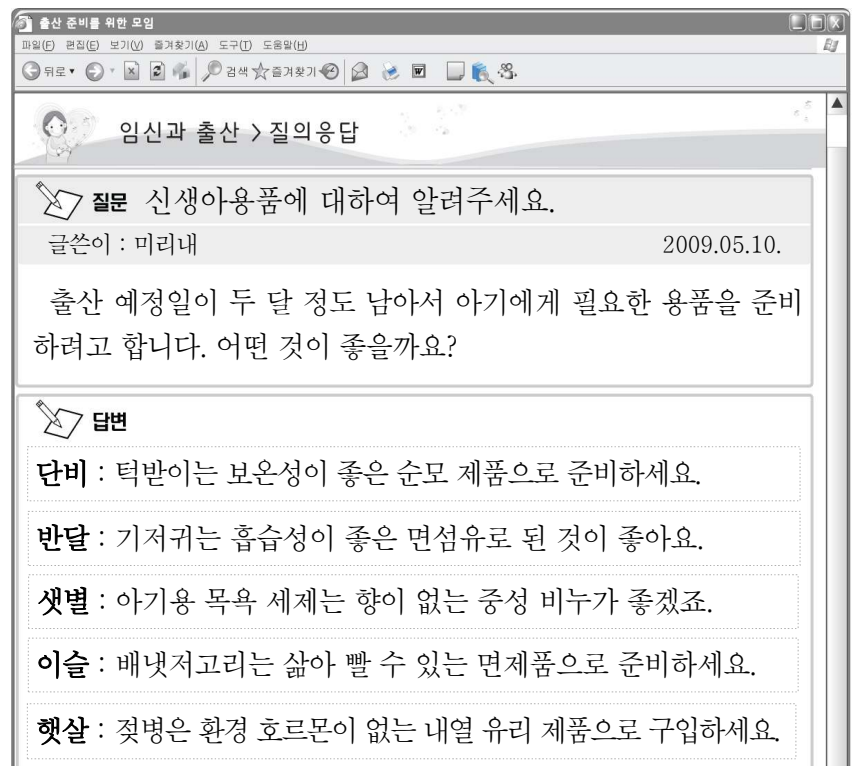 출산 준비를 위한 모임
파일(F) 편집(E) 보기(V) 즐겨찾기(A) 도구(T) 도움말(H)
뒤로 검색 즐겨찾기
임신과 출산 > 질의응답
질문 신생아용품에 대하여 알려주세요.
글쓴이 : 미리내 2009.05.10.
출산 예정일이 두 달 정도 남아서 아기에게 필요한 용품을 준비
하려고 합니다. 어떤 것이 좋을까요?
답변
단비 : 턱받이는 보온성이 좋은 순모 제품으로 준비하세요.
반달 : 기저귀는 흡습성이 좋은 면섬유로 된 것이 좋아요.
샛별 : 아기용 목욕 세제는 향이 없는 중성 비누가 좋겠죠.
이슬 : 배냇저고리는 삶아 빨 수 있는 면제품으로 준비하세요.
햇살 : 젖병은 환경 호르몬이 없는 내열 유리 제품으로 구입하세요.